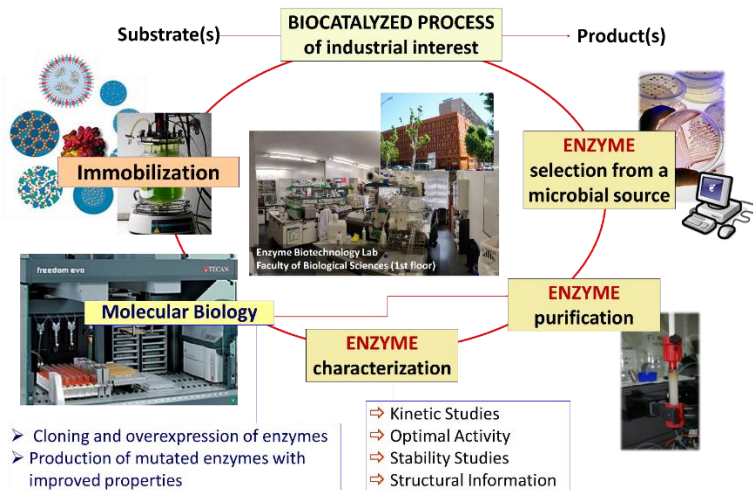 Substrate(s)
BIOCATALYZED PROCESS
of industrial interest
Product(s)
Immobilization
ENZYME
selection from a
microbial source
Enzyme Biotechnology Lab
Faculty of Biological Sciences (1st floor)
freedom evo
TECAN
Molecular Biology
ENZYME
purification
ENZYME
characterization
➢ Cloning and overexpression of enzymes
➢ Production of mutated enzymes with
improved properties
⇨ Kinetic Studies
⇨ Optimal Activity
⇨ Stability Studies
⇨ Structural Information